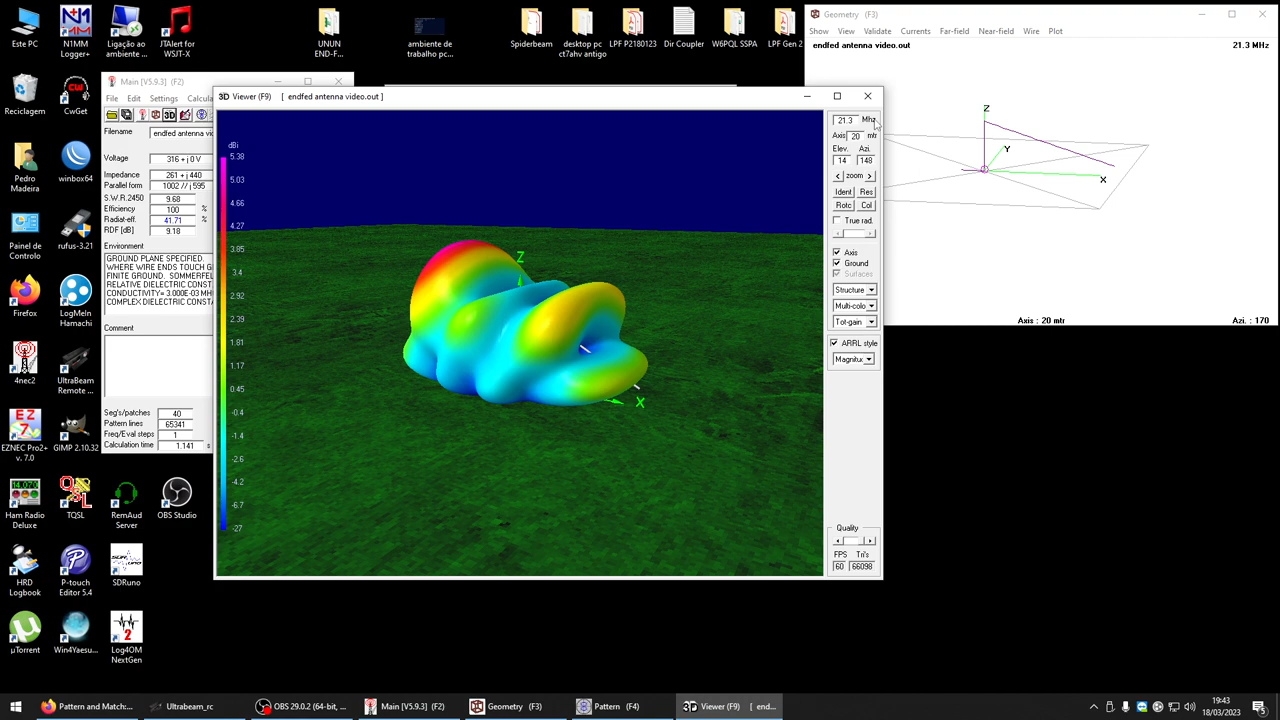 Este PC
N1MM
Logger+
Ligação ao
ambiente ...
JTAlert for
WSJT-X
UNUN
END-F...
ambiente de
trabalho pc...
Spiderbeam
desktop pc
ct7ahv antigo
LPF P2180123
Dir Coupler
W6PQL SSPA
LPF Gen 2
Reciclagem
CwGet
Pedro
Madeira
winbox64
Painel de
Controlo
rufus-3.21
Firefox
LogMeIn
Hamachi
4nec2
UltraBeam
Remote ...
EZNEC Pro2+
v. 7.0
GIMP 2.10.32
Ham Radio
Deluxe
TQSL
RemAud
Server
OBS Studio
HRD
Logbook
P-touch
Editor 5.4
SDRuno
µTorrent
Win4Yaesu...
Log4OM
NextGen
Main [V5.9.3] (F2)
File Edit Settings Calcula
3D
Filename
endfed antenna vi
Voltage
316 + j 0 V
Impedance
261 + j 440
Parallel form
1002 // j 595
S.W.R.2450
9.68
Efficiency
100
%
Radiat-eff.
41.71
%
RDF [dB]
9.18
Environment
GROUND PLANE SPECIFIED.
WHERE WIRE ENDS TOUCH G
FINITE GROUND. SOMMERFEL
RELATIVE DIELECTRIC CONST
CONDUCTIVITY= 3.000E-03 MH
COMPLEX DIELECTRIC CONSTA
Comment
Seg's/patches
40
Pattern lines
65341
Freq/Eval steps
1
Calculation time
1.141
s
3D Viewer (F9) [ endfed antenna video.out ]
dBi
5.38
5.03
4.66
4.27
3.85
3.4
2.92
2.39
1.81
1.17
0.45
-0.4
-1.4
-2.6
-4.2
-6.7
-27
Z
X
21.3 Mhz
Axis 20 mtr
Elev. Azi.
14 148
< zoom >
Ident Res
Rotc Col
True rad.
Axis
Ground
Surfaces
Structure
Multi-colo
Tot-gain
ARRL style
Magnitu
Quality
FPS Tri's
60 66098
Geometry (F3)
Show View Validate Currents Far-field Near-field Wire Plot
endfed antenna video.out
21.3 MHz
Z
Y
X
Axis : 20 mtr
Azi. : 170
Pattern and Match:...
Ultrabeam_rc
OBS 29.0.2 (64-bit, ...
Main [V5.9.3] (F2)
Geometry (F3)
Pattern (F4)
3D Viewer (F9) [ end...
19:43
18/03/2023